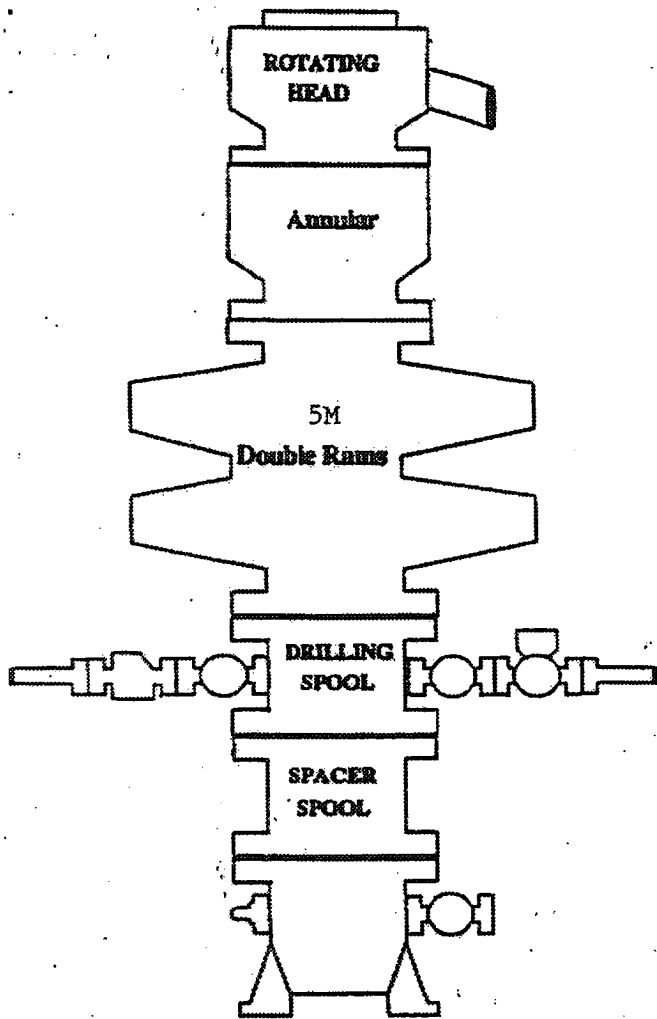 ROTATING
HEAD
Annular
5M
Double Rams
DRILLING
SPOOL
SPACER
SPOOL